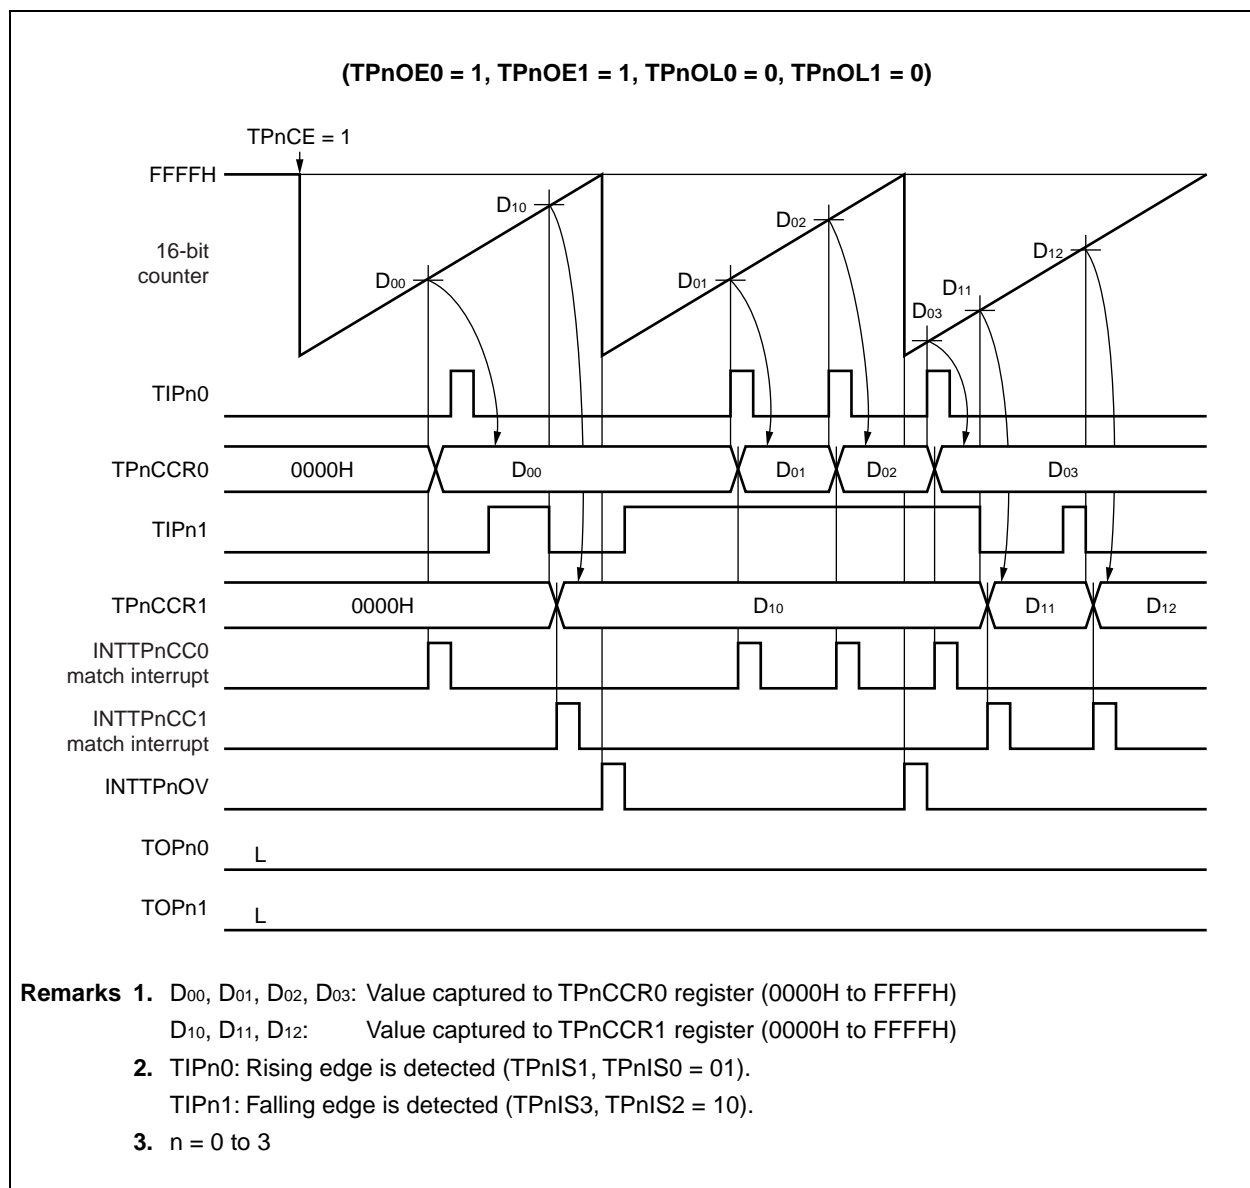 (TPnOE0 = 1, TPnOE1 = 1, TPnOL0 = 0, TPnOL1 = 0)
TPnCE = 1
FFFFH
16-bit
counter
D10
D00
D02
D01
D12
D11
D03
TIPn0
TPnCCR0
0000H
D00
D01
D02
D03
TIPn1
TPnCCR1
0000H
D10
D11
D12
INTTPnCC0
match interrupt
INTTPnCC1
match interrupt
INTTPnOV
TOPn0
L
TOPn1
L
Remarks 1. D00, D01, D02, D03: Value captured to TPnCCR0 register (0000H to FFFFH)
D10, D11, D12: Value captured to TPnCCR1 register (0000H to FFFFH)
2. TIPn0: Rising edge is detected (TPnIS1, TPnIS0 = 01).
TIPn1: Falling edge is detected (TPnIS3, TPnIS2 = 10).
3. n = 0 to 3